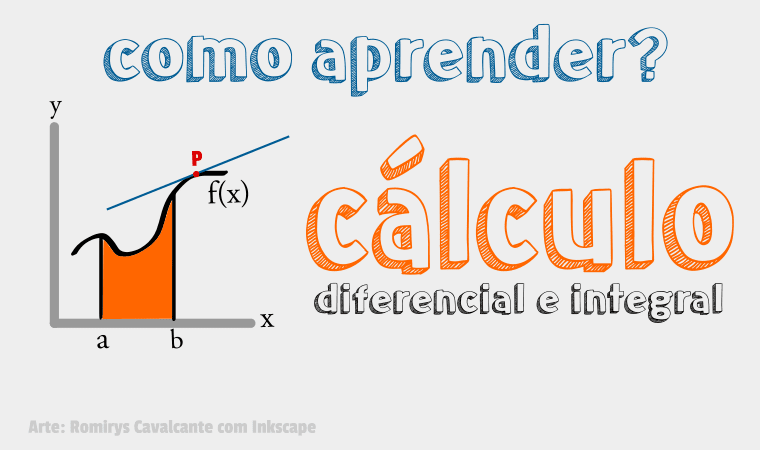 como aprender?
y
P
f(x)
cálculo
diferencial e integral
x
a
b
Arte: Romirys Cavalcante com Inkscape